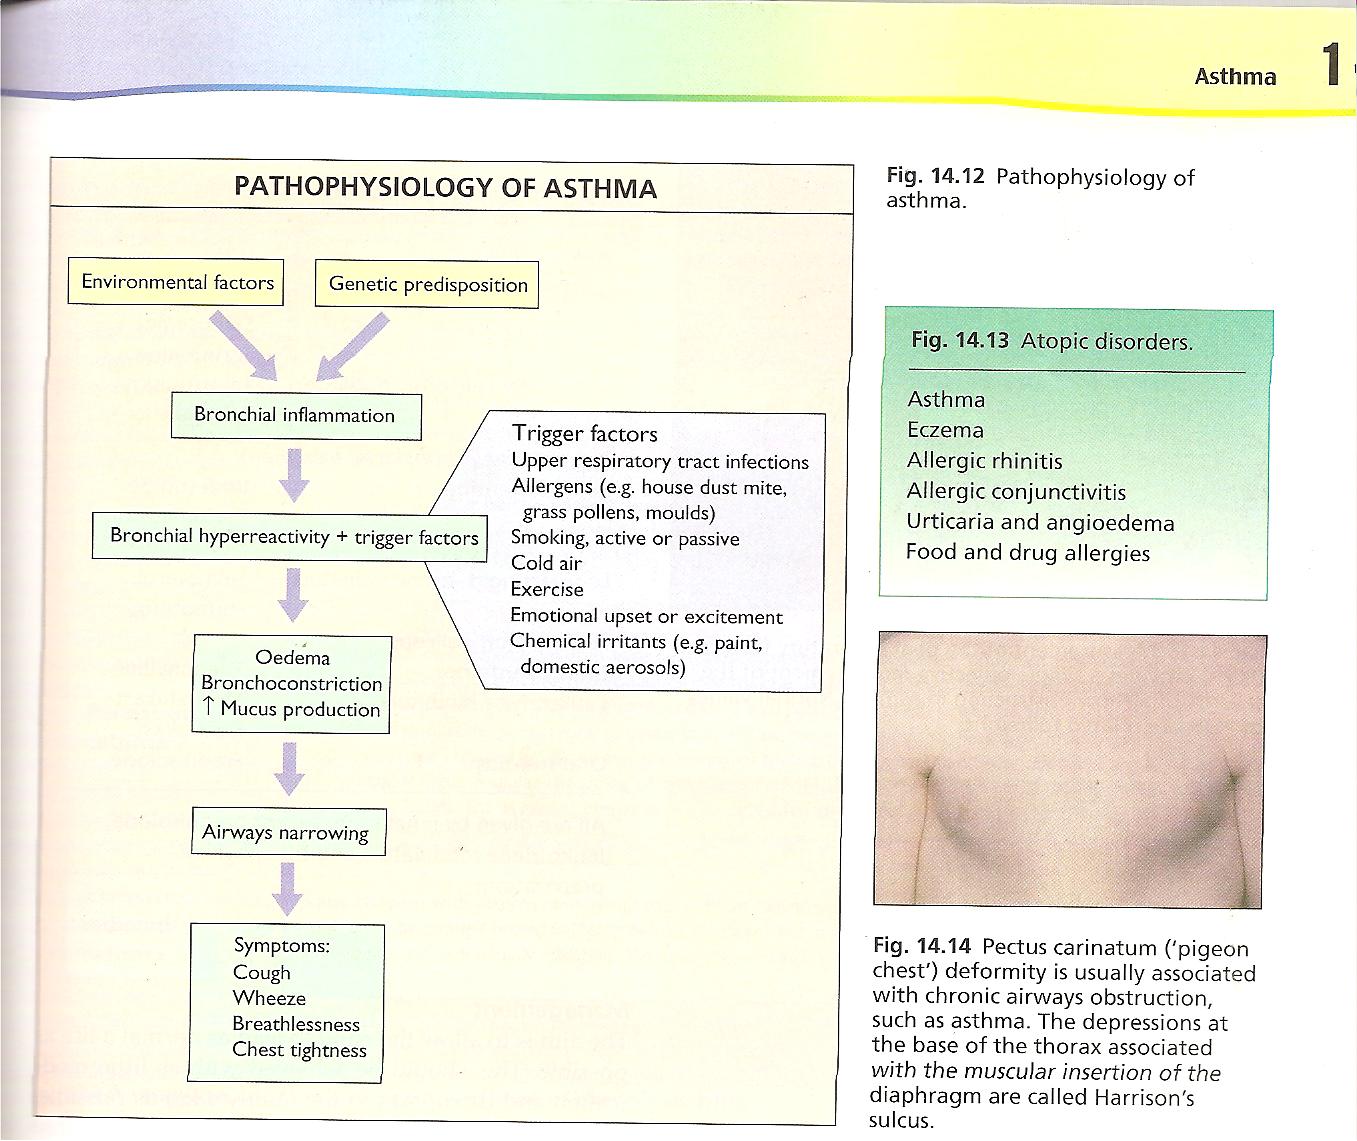 Asthma 1
PATHOPHYSIOLOGY OF ASTHMA
Environmental factors
Genetic predisposition
Bronchial inflammation
Bronchial hyperreactivity + trigger factors
Trigger factors
Upper respiratory tract infections
Allergens (e.g. house dust mite,
grass pollens, moulds)
Smoking, active or passive
Cold air
Exercise
Emotional upset or excitement
Chemical irritants (e.g. paint,
domestic aerosols)
Oedema
Bronchoconstriction
↑ Mucus production
Airways narrowing
Symptoms:
Cough
Wheeze
Breathlessness
Chest tightness
Fig. 14.12 Pathophysiology of
asthma.
Fig. 14.13 Atopic disorders.
Asthma
Eczema
Allergic rhinitis
Allergic conjunctivitis
Urticaria and angioedema
Food and drug allergies
Fig. 14.14 Pectus carinatum ('pigeon
chest') deformity is usually associated
with chronic airways obstruction,
such as asthma. The depressions at
the base of the thorax associated
with the muscular insertion of the
diaphragm are called Harrison's
sulcus.